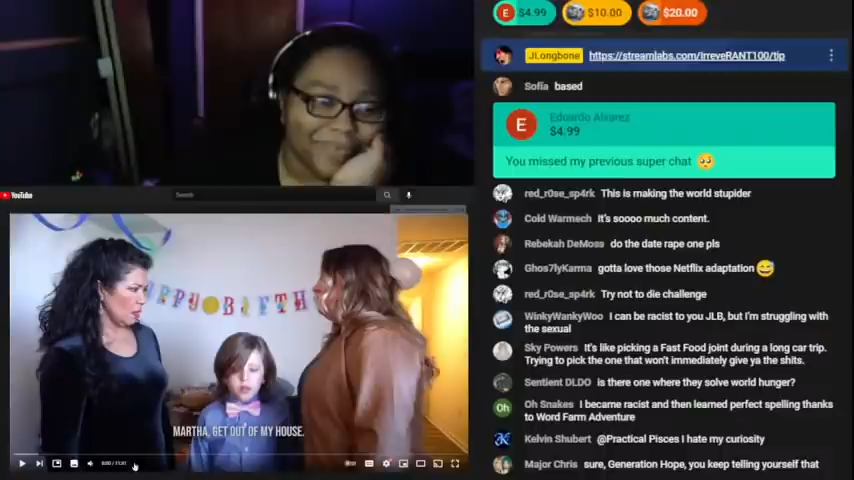 E $4.99 $10.00 $20.00
JLongbone https://streamlabs.com/IrreveRANT100/tip
Sofía based
E Eduardo Alvarez
$4.99
You missed my previous super chat 🥺
YouTube Search
red_r0se_sp4rk This is making the world stupider
Cold Warmech It's soooo much content.
Rebekah DeMoss do the date rape one pls
Ghos7lyKarma gotta love those Netflix adaptation 😅
red_r0se_sp4rk Try not to die challenge
WinkyWankyWoo I can be racist to you JLB, but I'm struggling with
the sexual
Sky Powers It's like picking a Fast Food joint during a long car trip.
Trying to pick the one that won't immediately give ya the shits.
Sentient DLDO is there one where they solve world hunger?
Oh Oh Snakes I became racist and then learned perfect spelling thanks
to Word Farm Adventure
Kelvin Shubert @Practical Pisces I hate my curiosity
Major Chris sure, Generation Hope, you keep telling yourself that
PPY BIRTH
MARTHA, GET OUT OF MY HOUSE.